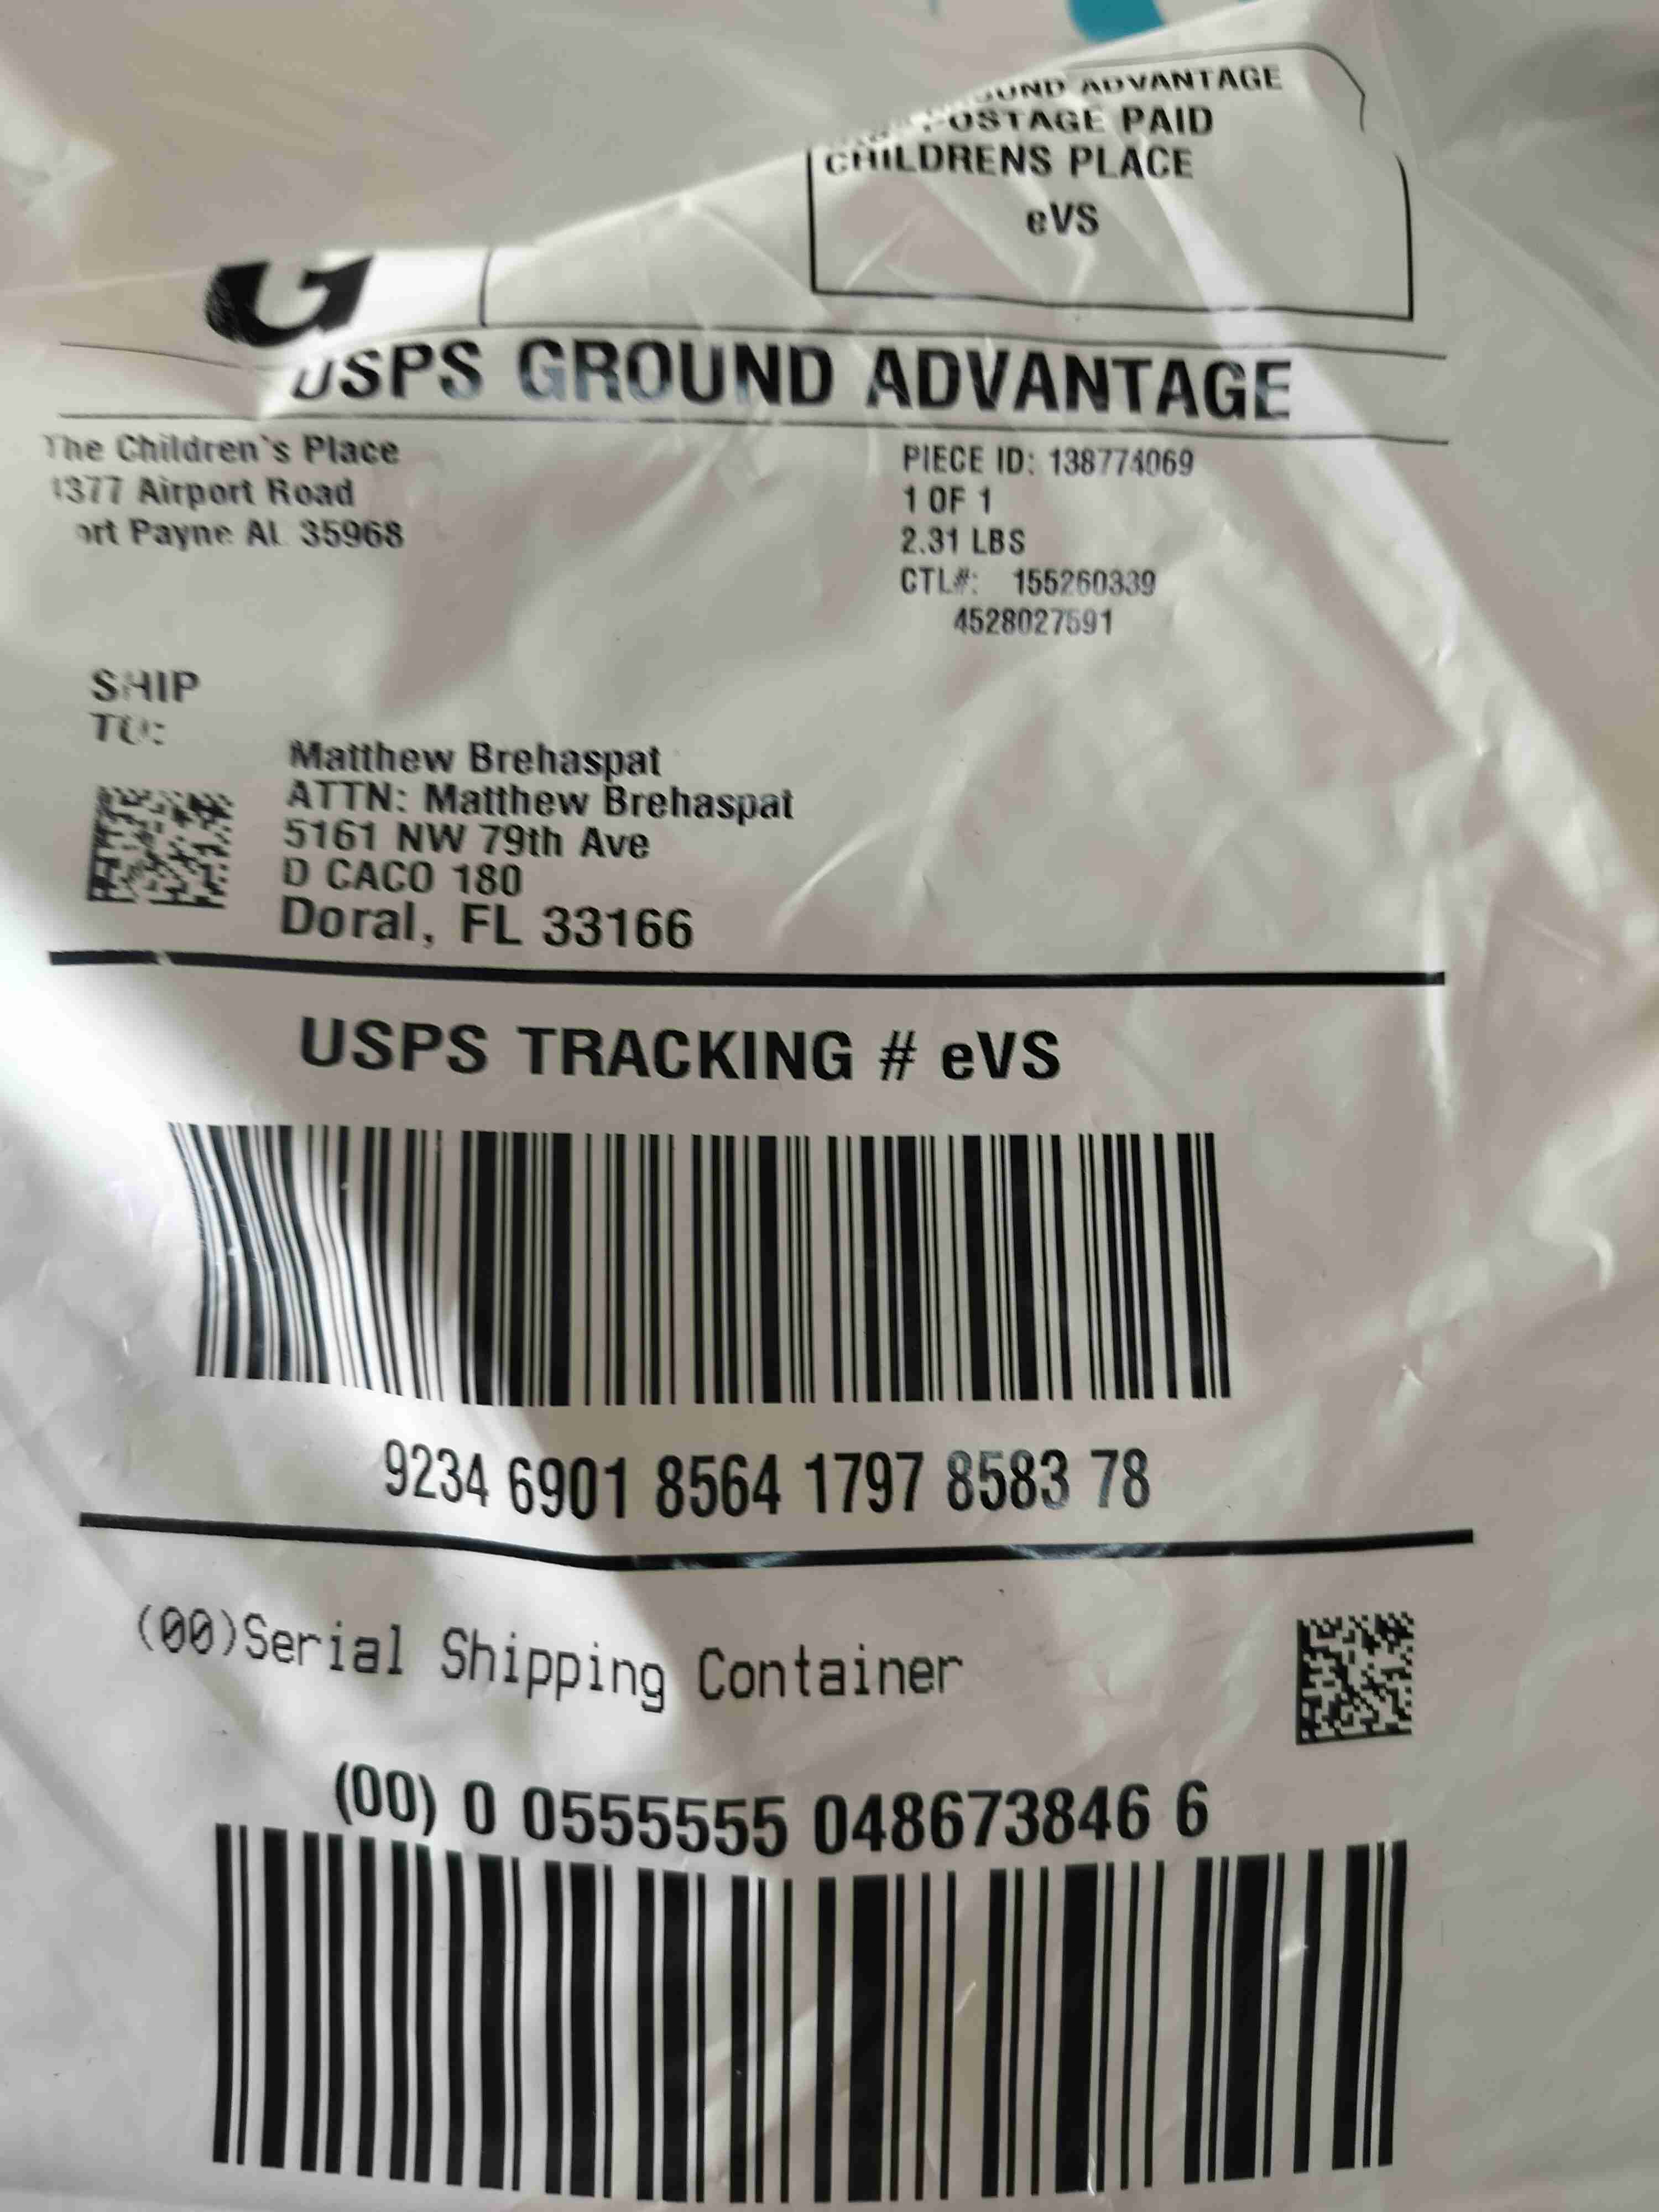 ADVANTAGE
POSTAGE PAID
CHILDRENS PLACE
eVS
G
USPS GROUND ADVANTAGE
The Children's Place
1377 Airport Road
ort Payne AL 35968
PIECE ID: 138774069
1 OF 1
2.31 LBS
CTL#: 155260339
4528027591
SHIP
TO:
Matthew Brehaspat
ATTN: Matthew Brehaspat
5161 NW 79th Ave
D CACO 180
Doral, FL 33166
USPS TRACKING # eVS
9234 6901 8564 1797 8583 78
(00)Serial Shipping Container
(00) 0 0555555 048673846 6